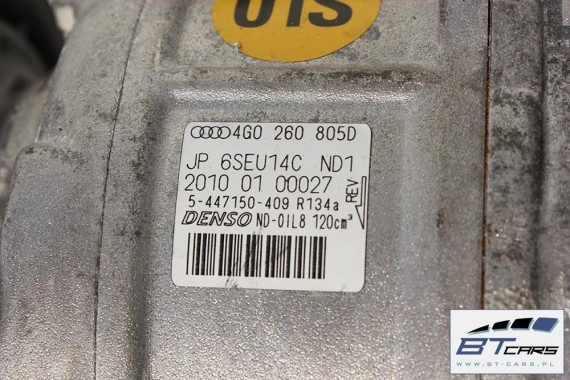 01S
4G0 260 805D
JP 6SEU14C ND1
2010 01 00027
REV
5-447150-409 R134a
DENSO ND-OIL8 120cm³
BT CARS
WWW.BT-CARS.PL